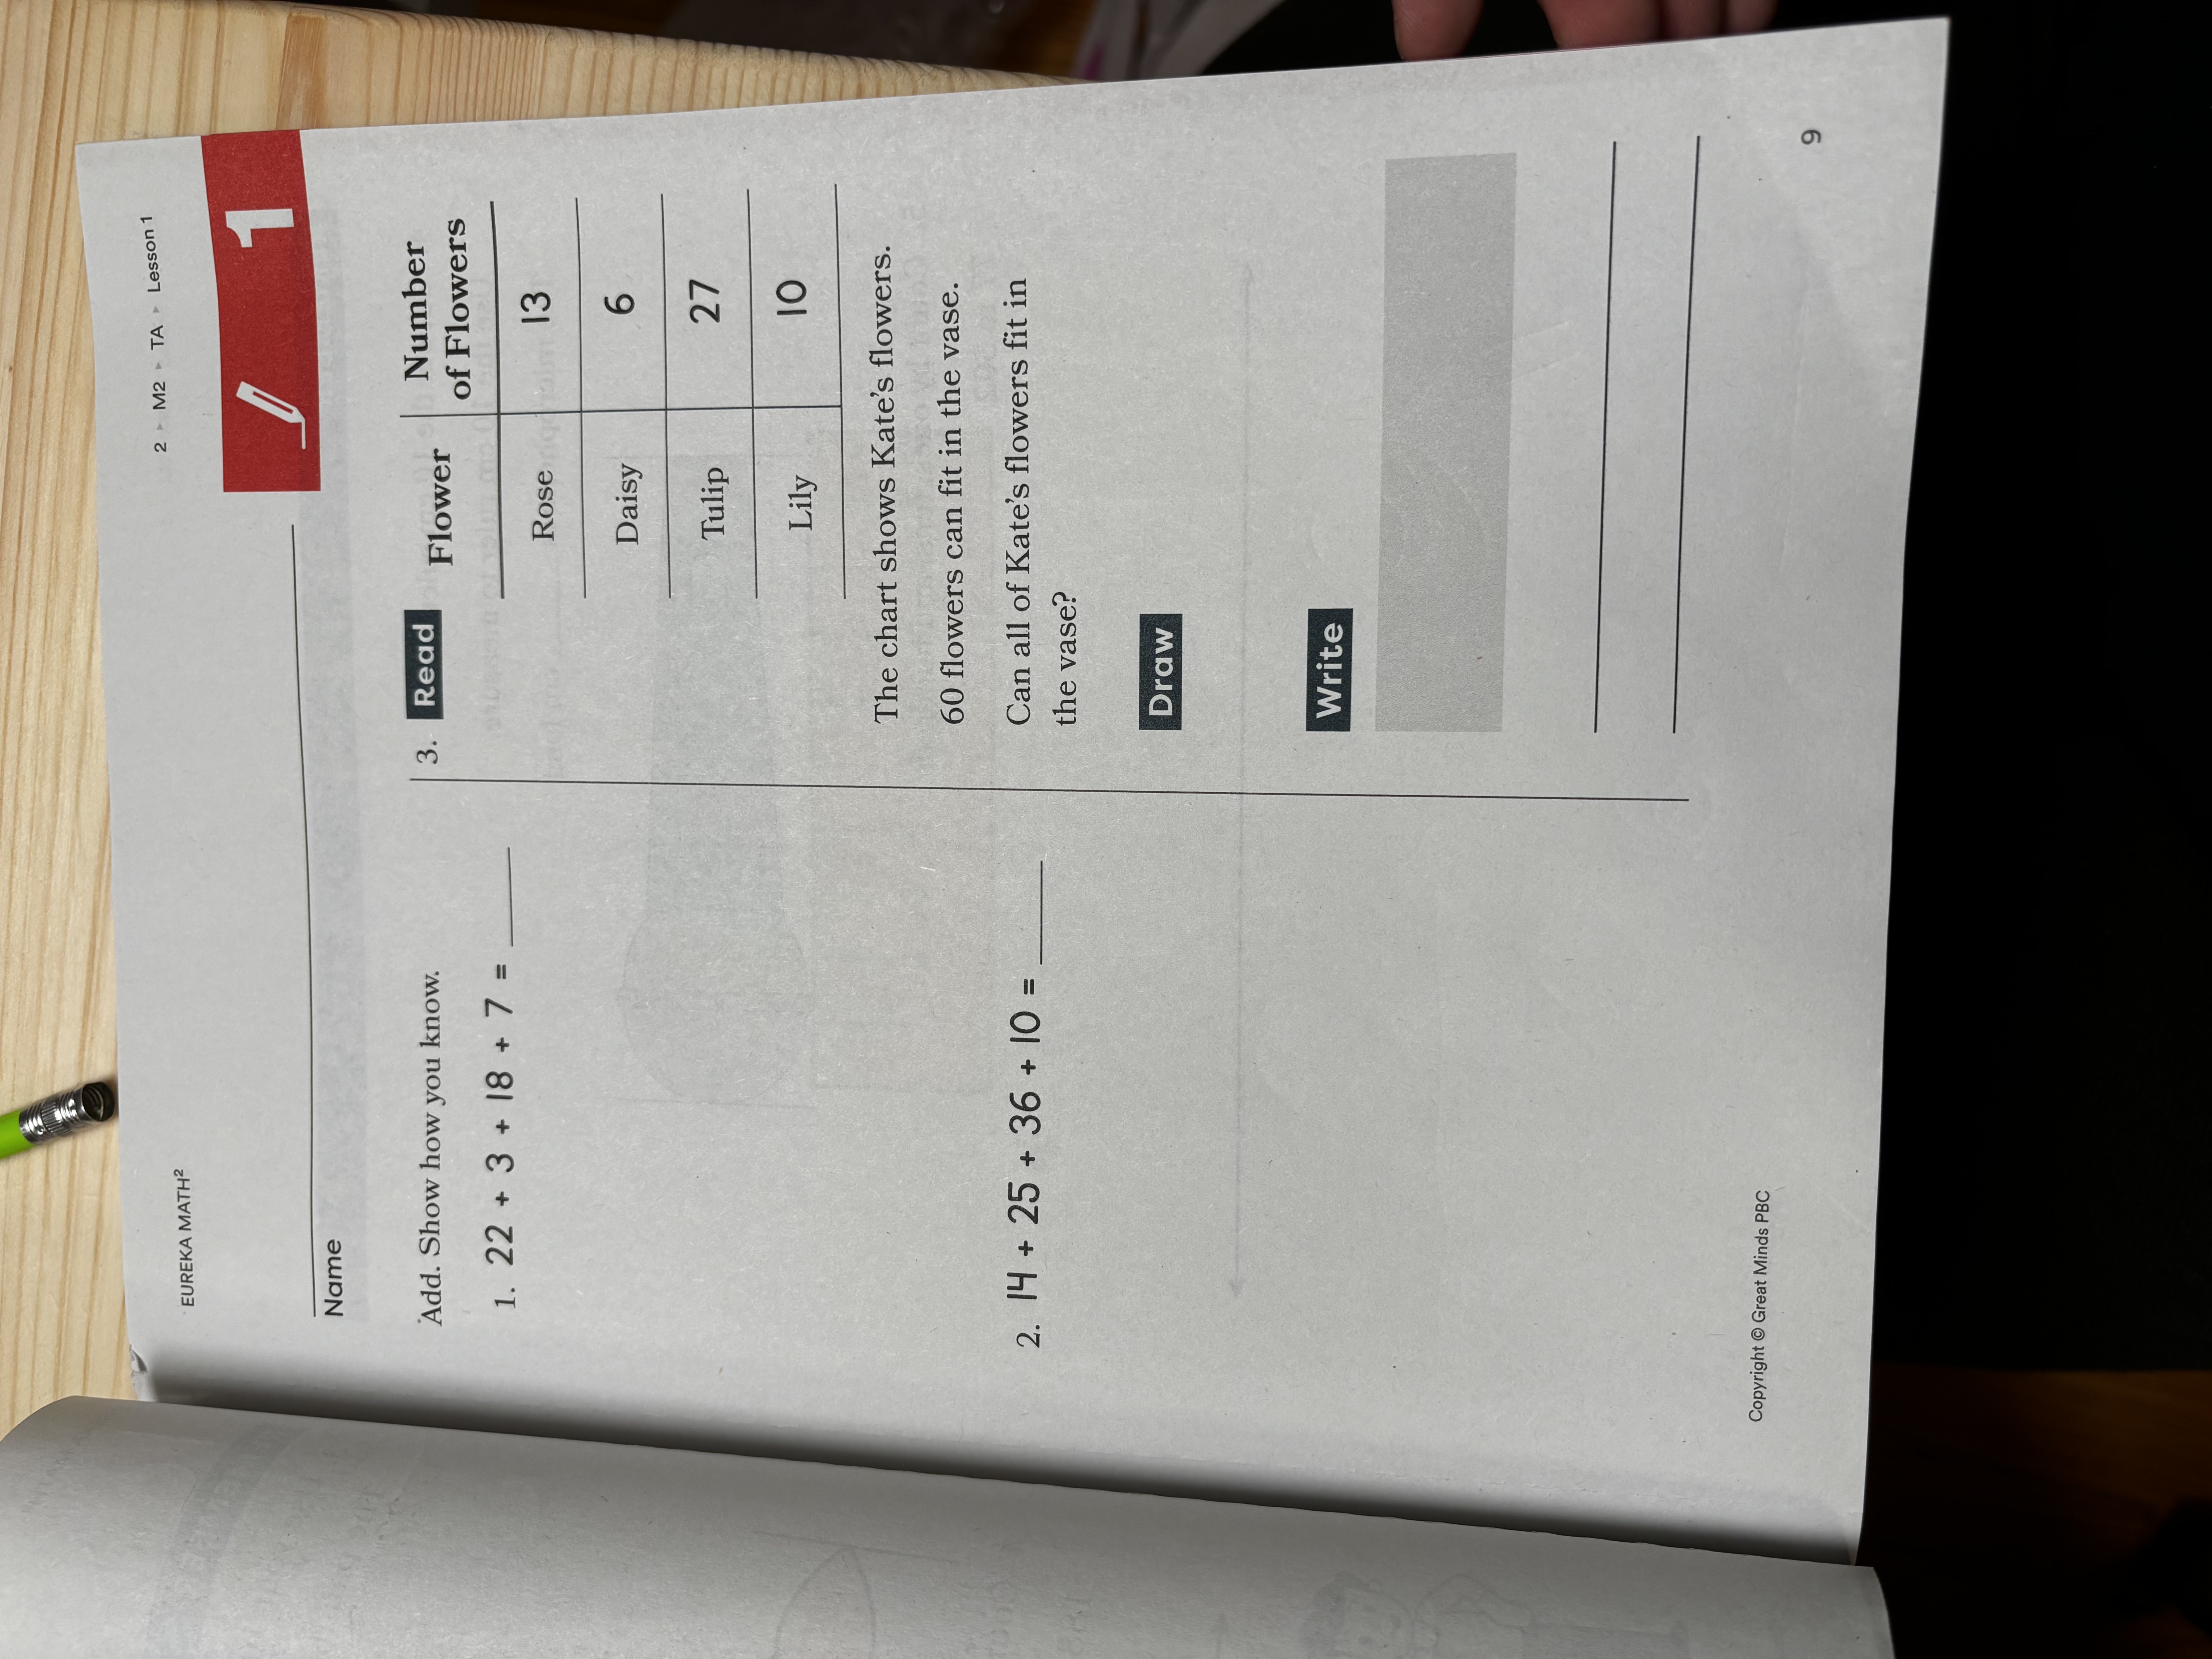 EUREKA MATH²
2 ▸ M2 ▸ TA ▸ Lesson 1
1
Name
Add. Show how you know.
1. 22 + 3 + 18 + 7 = ______
2. 14 + 25 + 36 + 10 = ______
3. Read
Flower Number of Flowers
Rose 13
Daisy 6
Tulip 27
Lily 10
The chart shows Kate's flowers.
60 flowers can fit in the vase.
Can all of Kate's flowers fit in
the vase?
Draw
Write
Copyright © Great Minds PBC
9